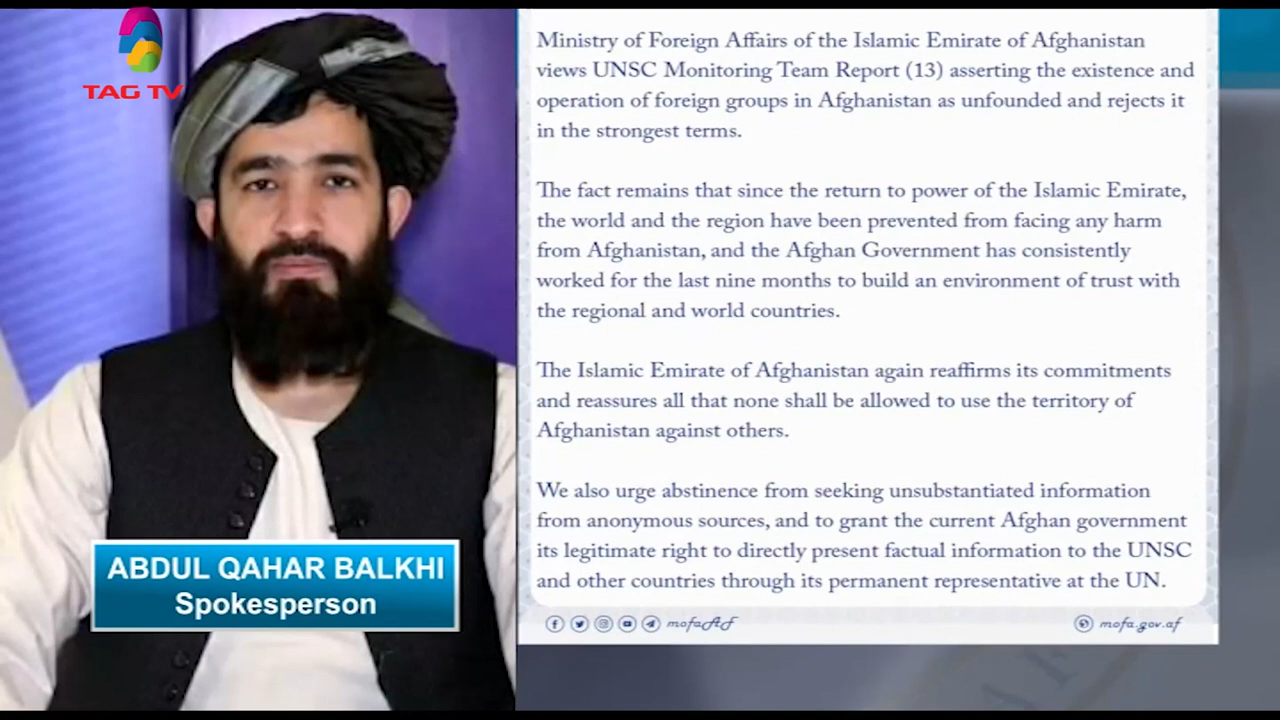 TAG TV
Ministry of Foreign Affairs of the Islamic Emirate of Afghanistan
views UNSC Monitoring Team Report (13) asserting the existence and
operation of foreign groups in Afghanistan as unfounded and rejects it
in the strongest terms.
The fact remains that since the return to power of the Islamic Emirate,
the world and the region have been prevented from facing any harm
from Afghanistan, and the Afghan Government has consistently
worked for the last nine months to build an environment of trust with
the regional and world countries.
The Islamic Emirate of Afghanistan again reaffirms its commitments
and reassures all that none shall be allowed to use the territory of
Afghanistan against others.
We also urge abstinence from seeking unsubstantiated information
from anonymous sources, and to grant the current Afghan government
its legitimate right to directly present factual information to the UNSC
and other countries through its permanent representative at the UN.
mofaAF
mofa.gov.af
ABDUL QAHAR BALKHI
Spokesperson